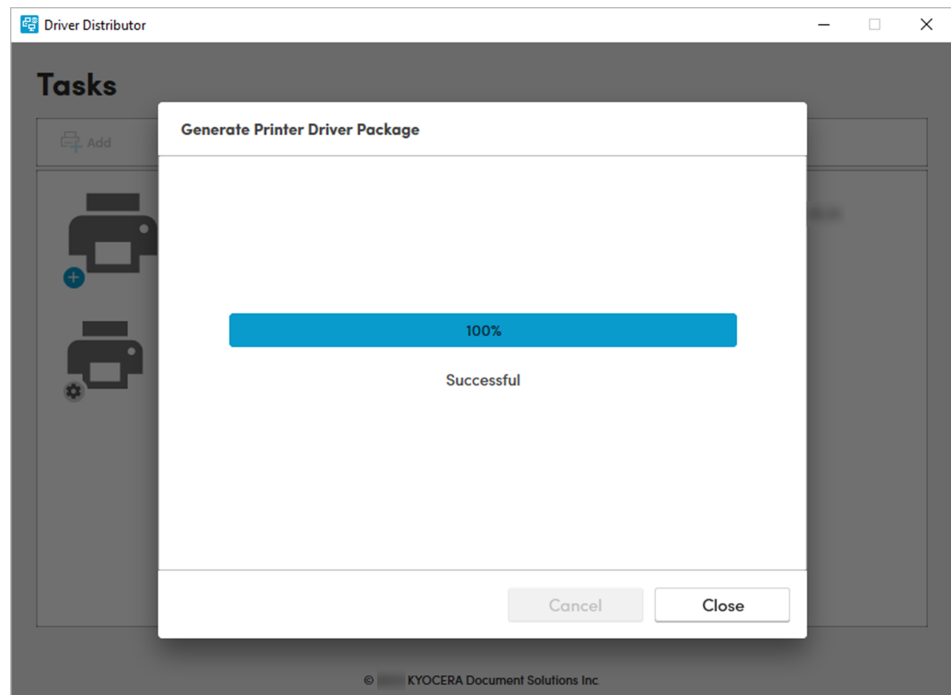 Driver Distributor
Tasks
Add
Generate Printer Driver Package
100%
Successful
Cancel
Close
© KYOCERA Document Solutions Inc.